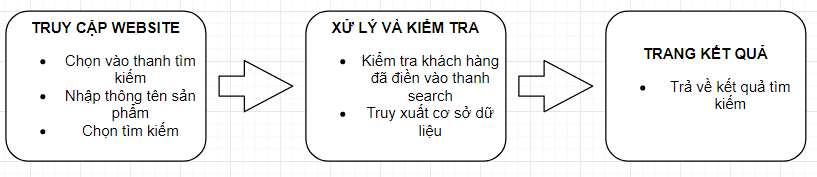 TRUY CẬP WEBSITE
• Chọn vào thanh tìm
kiếm
• Nhập thông tên sản
phẩm
• Chọn tìm kiếm
XỬ LÝ VÀ KIỂM TRA
• Kiểm tra khách hàng
đã điền vào thanh
search
• Truy xuất cơ sở dữ
liệu
TRANG KẾT QUẢ
• Trả về kết quả tìm
kiếm